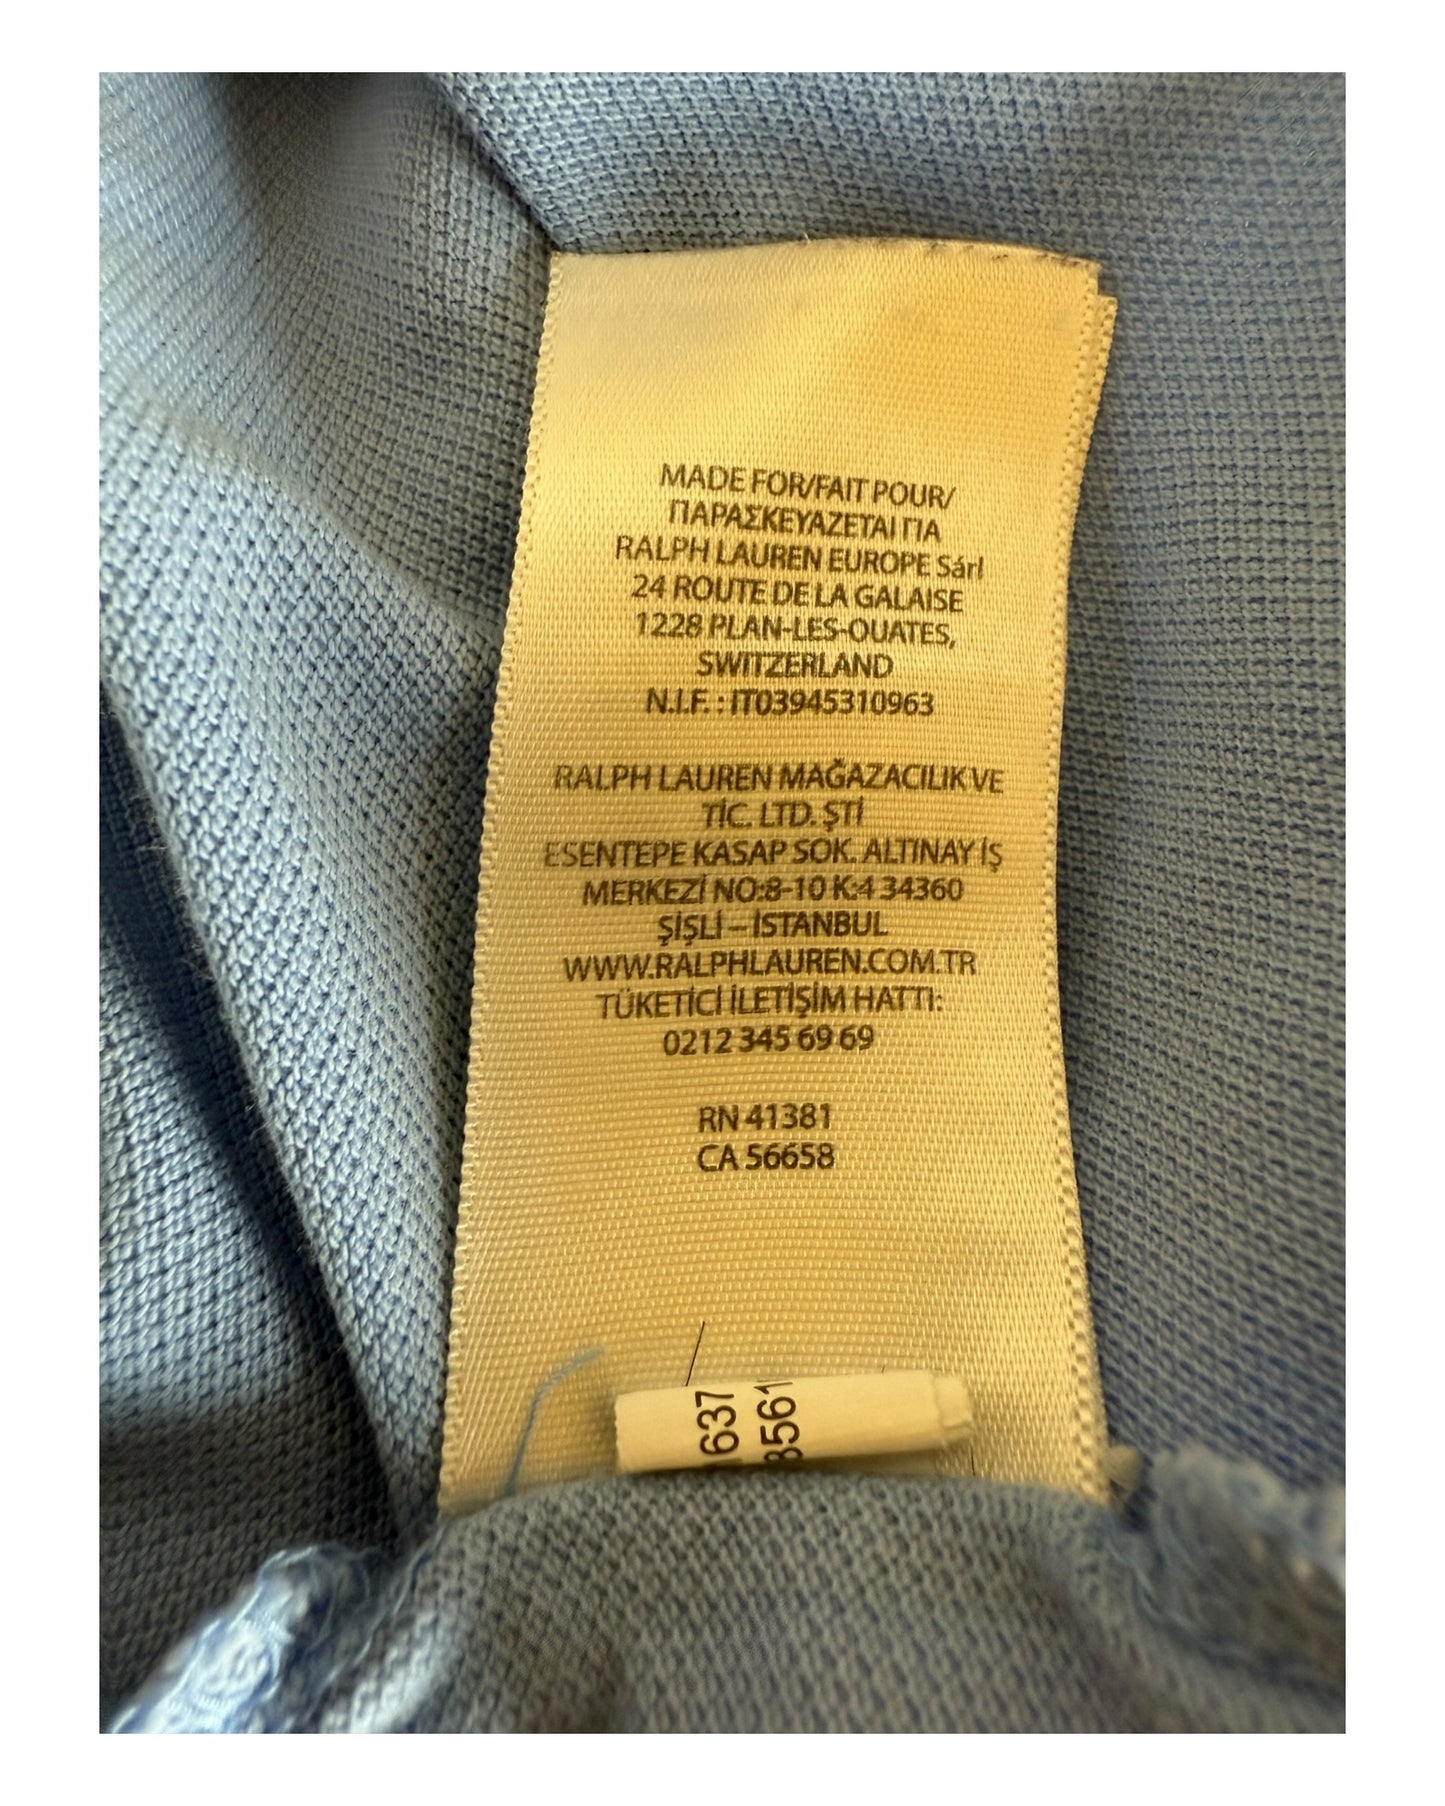 MADE FOR/FAIT POUR/
ΠΑΡΑΣΚΕΥΑΖΕΤΑΙ ΓΙΑ
RALPH LAUREN EUROPE Sárl
24 ROUTE DE LA GALAISE
1228 PLAN-LES-OUATES,
SWITZERLAND
N.I.F. : IT03945310963
RALPH LAUREN MAĞAZACILIK VE
TİC. LTD. ŞTİ
ESENTEPE KASAP SOK. ALTINAY İŞ
MERKEZİ NO:8-10 K:4 34360
ŞİŞLİ – İSTANBUL
WWW.RALPHLAUREN.COM.TR
TÜKETİCİ İLETİŞİM HATTI:
0212 345 69 69
RN 41381
CA 56658